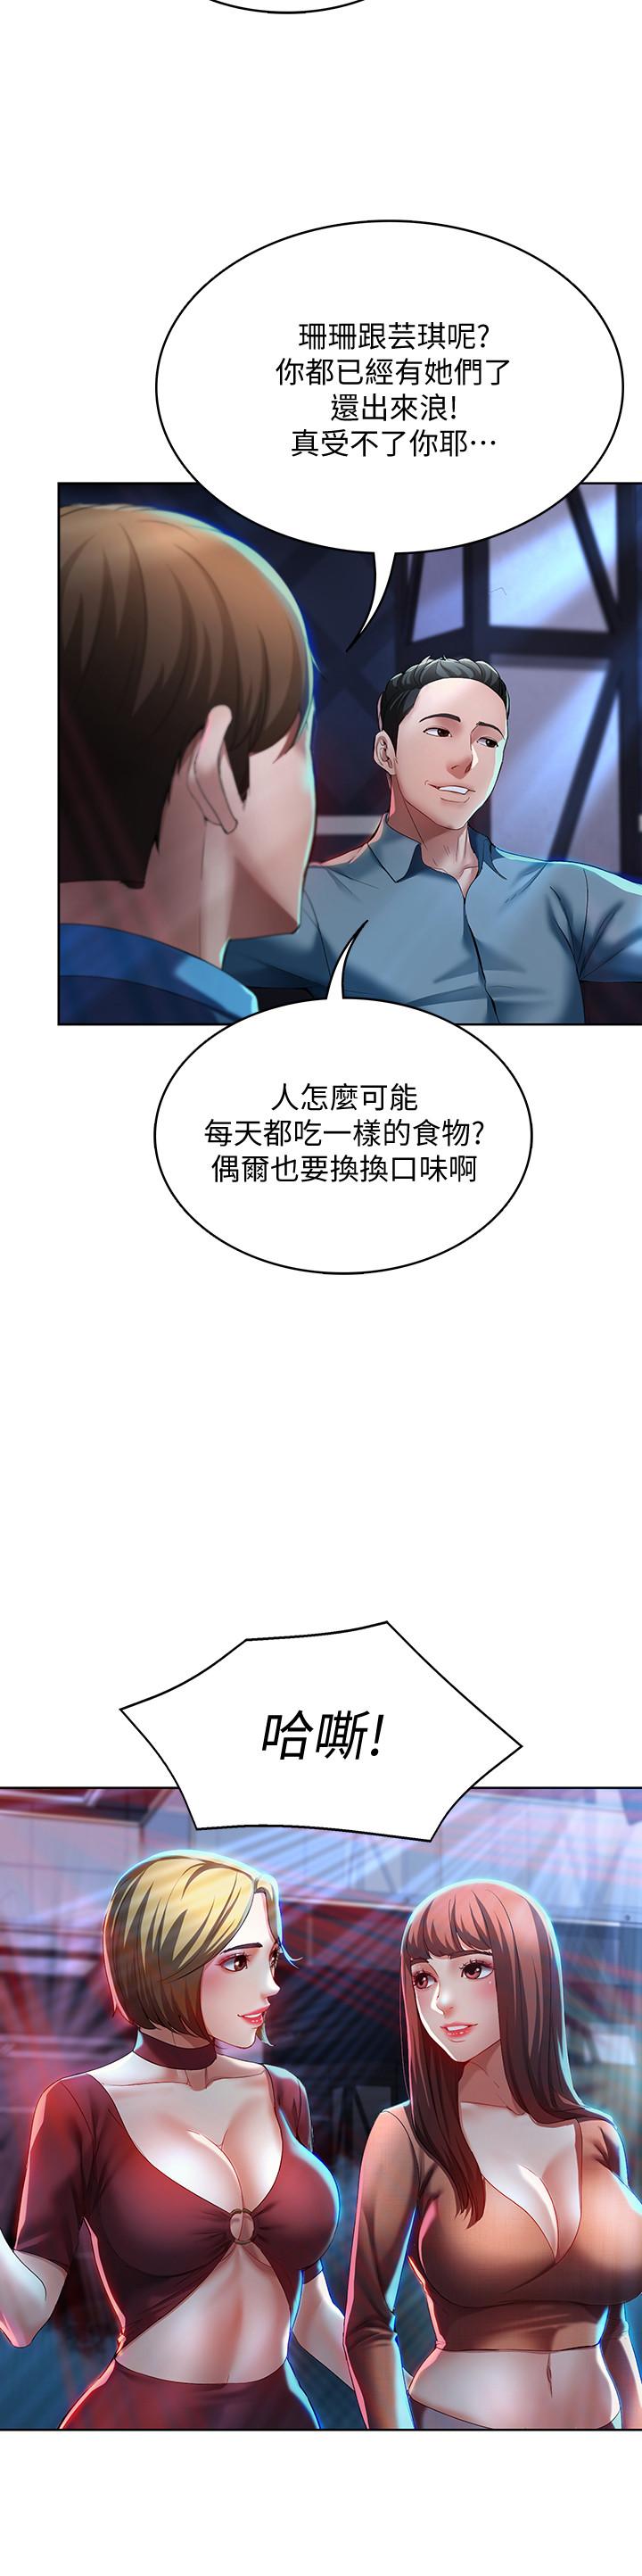 珊珊跟芸琪呢?
你都已經有她們了
還出來浪!
真受不了你耶…
人怎麼可能
每天都吃一樣的食物?
偶爾也要換換口味啊
哈嘶!